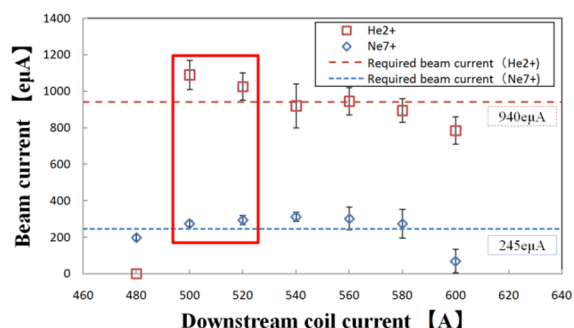 1400
1200
1000
800
600
400
200
0
Beam current 【eμA】
He2+
Ne7+
Required beam current（He2+）
Required beam current（Ne7+）
940eμA
245eμA
460 480 500 520 540 560 580 600 620 640
Downstream coil current 【A】